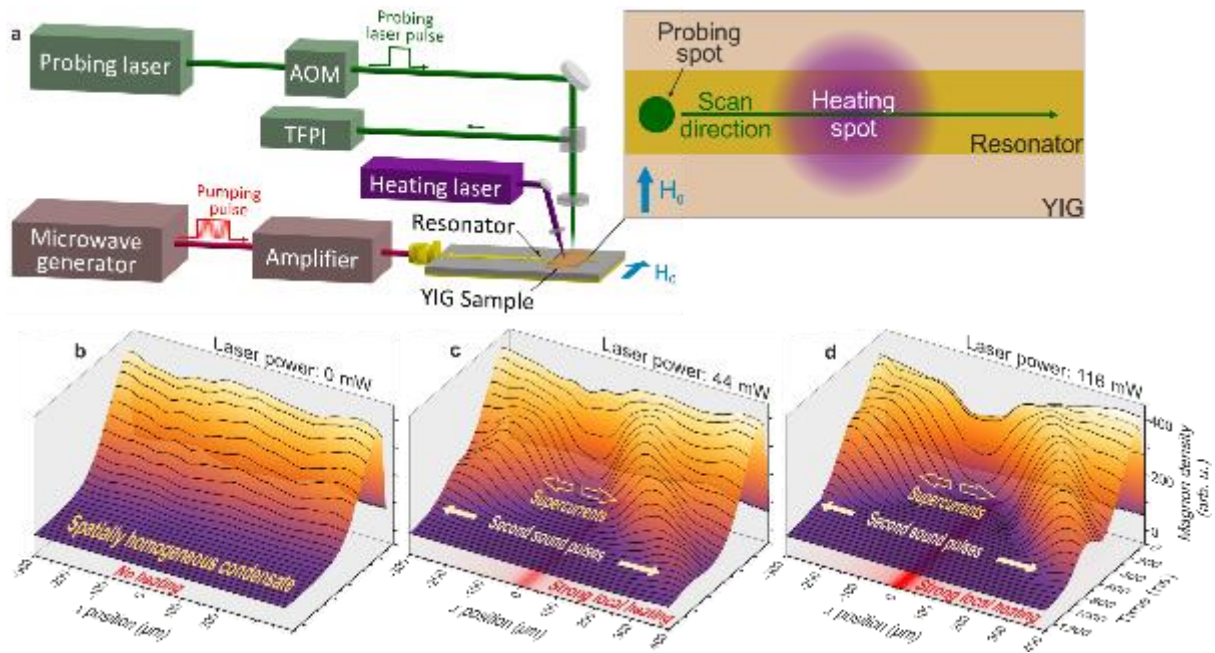 a
Probing laser
AOM
Probing
laser pulse
TFPI
Heating laser
Pumping
pulse
Microwave
generator
Amplifier
Resonator
YIG Sample
H₀
Probing
spot
Scan
direction
Heating
spot
Resonator
H₀
YIG
b
Laser power: 0 mW
Spatially homogeneous condensate
No heating
position (μm)
c
Laser power: 44 mW
Supercurrents
Second sound pulses
Strong local heating
position (μm)
d
Laser power: 116 mW
Supercurrents
Second sound pulses
Strong local heating
position (μm)
400
200
0
Magnon density
(arb. u.)